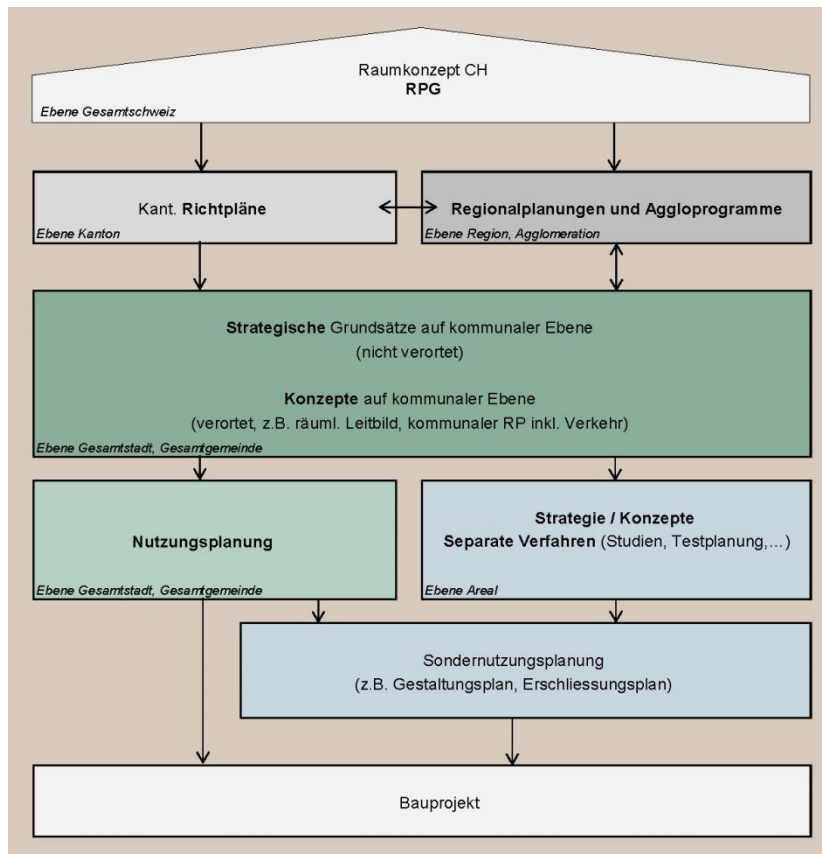 Raumkonzept CH
RPG
Ebene Gesamtschweiz
Kant. Richtpläne
Ebene Kanton
Regionalplanungen und Aggloprogramme
Ebene Region, Agglomeration
Strategische Grundsätze auf kommunaler Ebene
(nicht verortet)
Konzepte auf kommunaler Ebene
(verortet, z.B. räuml. Leitbild, kommunaler RP inkl. Verkehr)
Ebene Gesamtstadt, Gesamtgemeinde
Nutzungsplanung
Ebene Gesamtstadt, Gesamtgemeinde
Strategie / Konzepte
Separate Verfahren (Studien, Testplanung,...)
Ebene Areal
Sondernutzungsplanung
(z.B. Gestaltungsplan, Erschliessungsplan)
Bauprojekt